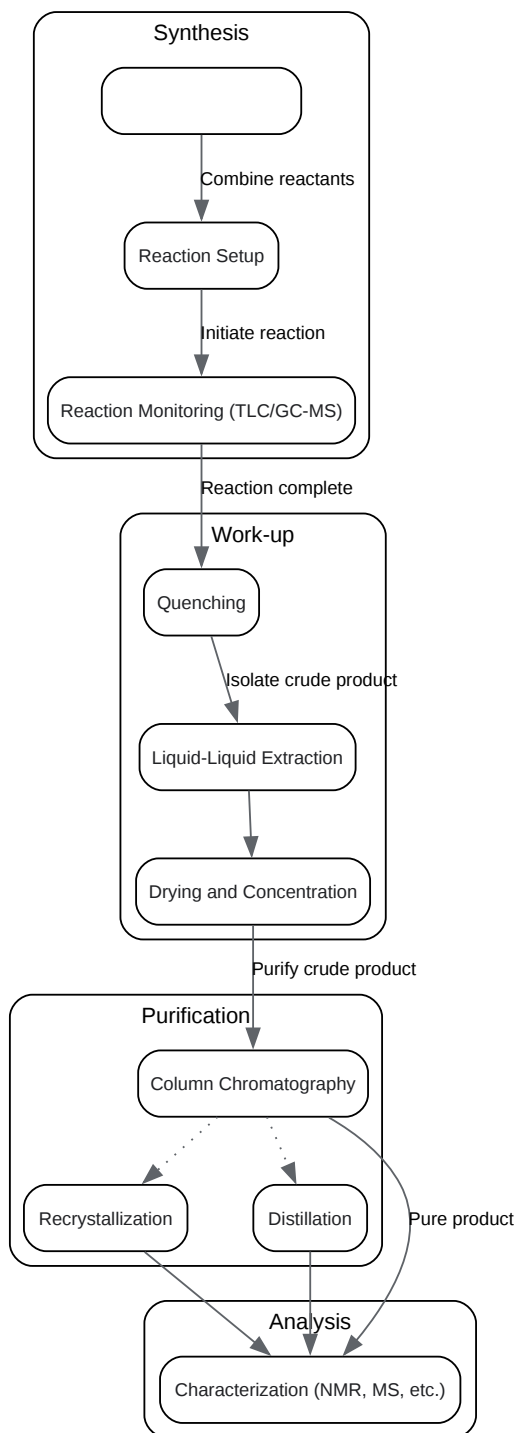 Synthesis
Combine reactants
Reaction Setup
Initiate reaction
Reaction Monitoring (TLC/GC-MS)
Reaction complete
Work-up
Quenching
Isolate crude product
Liquid-Liquid Extraction
Drying and Concentration
Purify crude product
Purification
Column Chromatography
Recrystallization
Distillation
Pure product
Analysis
Characterization (NMR, MS, etc.)